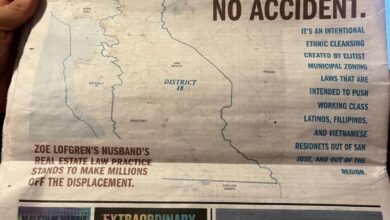 NO ACCIDENT.
IT'S AN INTENTIONAL
ETHNIC CLEANSING
CREATED BY ELITIST
MUNICIPAL ZONING
LAWS THAT ARE
INTENDED TO PUSH
WORKING CLASS
LATINOS, FILLIPINOS,
AND VIETNAMESE
RESIDNETS OUT OF SAN
JOSE, AND OUT OF THE
REGION.
DISTRICT
18
ZOE LOFGREN'S HUSBAND'S
REAL ESTATE LAW PRACTICE
STANDS TO MAKE MILLIONS
OFF THE DISPLACEMENT.
EXTRAORDINARY